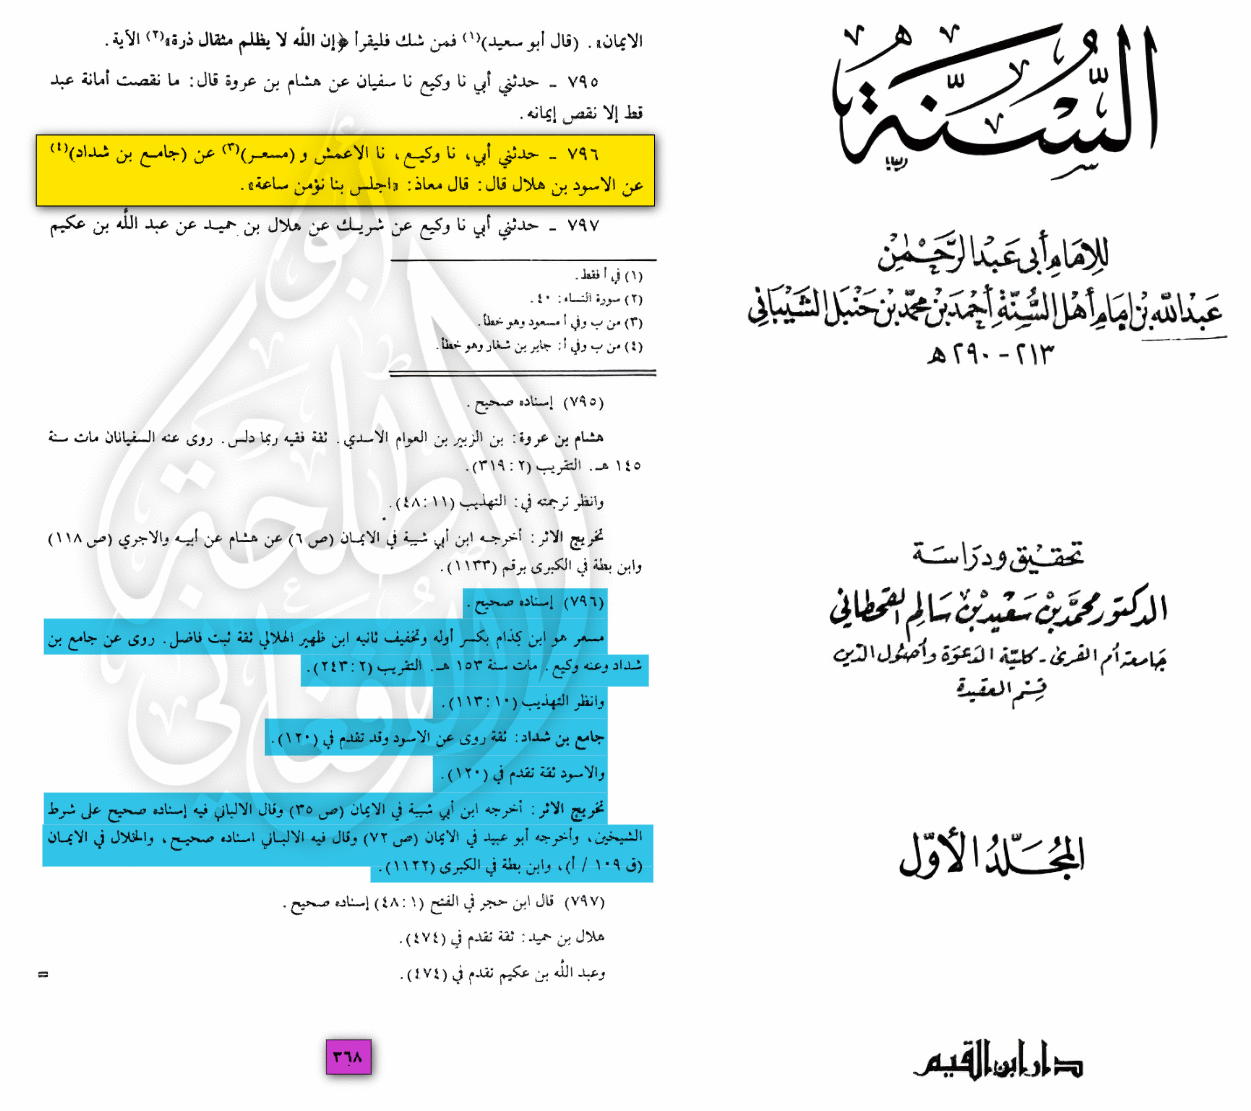 السُّنَّة
للإمام أبي عبد الرَّحْمٰن
عبد الله بن إمام أهل السُّنّة أحمد بن محمّد بن حنبل الشيباني
٢١٣ - ٢٩٠ هـ
تحقيق ودراسة
الدكتور محمد بن سعيد بن سالم القحطاني
جامعة أم القرى - كليّة الدعوة وأصول الدين
قسم العقيدة
المجلّد الأوّل
دار ابن القيم
الايمان». (قال أبو سعيد)(١) فمن شك فليقرأ ﴿إن الله لا يظلم مثقال ذرة﴾(٢) الآية.
٧٩٥ ـ حدثني أبي نا وكيع نا سفيان عن هشام بن عروة قال: ما نقصت أمانة عبد
قط إلا نقص إيمانه.
٧٩٦ ـ حدثني أبي، نا وكيع، نا الاعمش و (مسعر)(٣) عن (جامع بن شداد)(٤)
عن الاسود بن هلال قال: قال معاذ: «اجلس بنا نؤمن ساعة».
٧٩٧ ـ حدثني أبي نا وكيع عن شريك عن هلال بن حميد عن عبد الله بن عكيم
(١) في أ فقط.
(٢) سورة النساء: ٤٠.
(٣) من ب وفي أ مسعود وهو خطأ.
(٤) من ب وفي أ: جابر بن شغار وهو خطأ.
(٧٩٥) إسناده صحيح.
هشام بن عروة: بن الزبير بن العوام الاسدي. ثقة فقيه ربما دلس. روى عنه السفيانان مات سنة
١٤٥ هـ. التقريب (٢: ٣١٩).
وانظر ترجمته في: التهذيب (١١: ٤٨).
تخريج الاثر: أخرجه ابن أبي شيبة في الايمان (ص ٦) عن هشام عن أبيه والاجري (ص ١١٨)
وابن بطة في الكبرى برقم (١١٣٣).
(٧٩٦) إسناده صحيح.
مسعر هو ابن كدام بكسر أوله وتخفيف ثانيه ابن ظهير الهلالي ثقة ثبت فاضل. روى عن جامع بن
شداد وعنه وكيع. مات سنة ١٥٣ هـ. التقريب (٢: ٢٤٣).
وانظر التهذيب (١٠: ١١٣).
جامع بن شداد: ثقة روى عن الاسود وقد تقدم في (١٢٠).
والاسود ثقة تقدم في (١٢٠).
تخريج الاثر: أخرجه ابن أبي شيبة في الايمان (ص ٣٥) وقال الالباني فيه إسناده صحيح على شرط
الشيخين، وأخرجه أبو عبيد في الايمان (ص ٧٢) وقال فيه الالباني اسناده صحيح، والخلال في الايمان
(ق ١٠٩ / أ)، وابن بطة في الكبرى (١١٢٢).
(٧٩٧) قال ابن حجر في الفتح (١: ٤٨) إسناده صحيح.
هلال بن حميد: ثقة تقدم في (٤٧٤).
وعبد الله بن عكيم تقدم في (٤٧٤).
=
٣٦٨